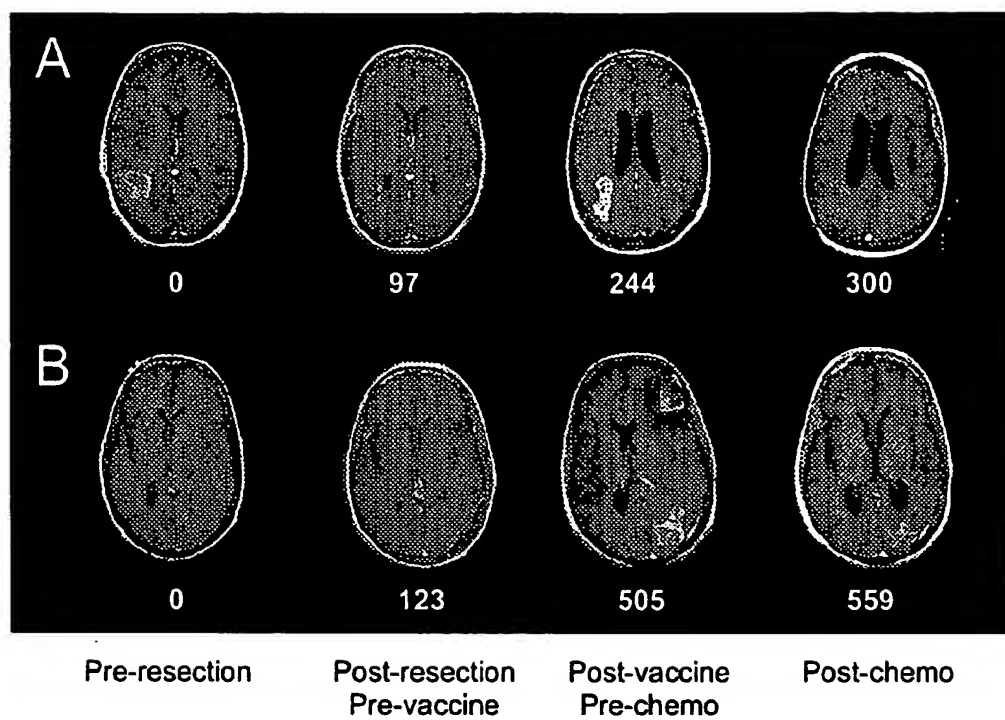 A
0 97 244 300
B
0 123 505 559
Pre-resection Post-resection Post-vaccine Post-chemo
Pre-vaccine Pre-chemo